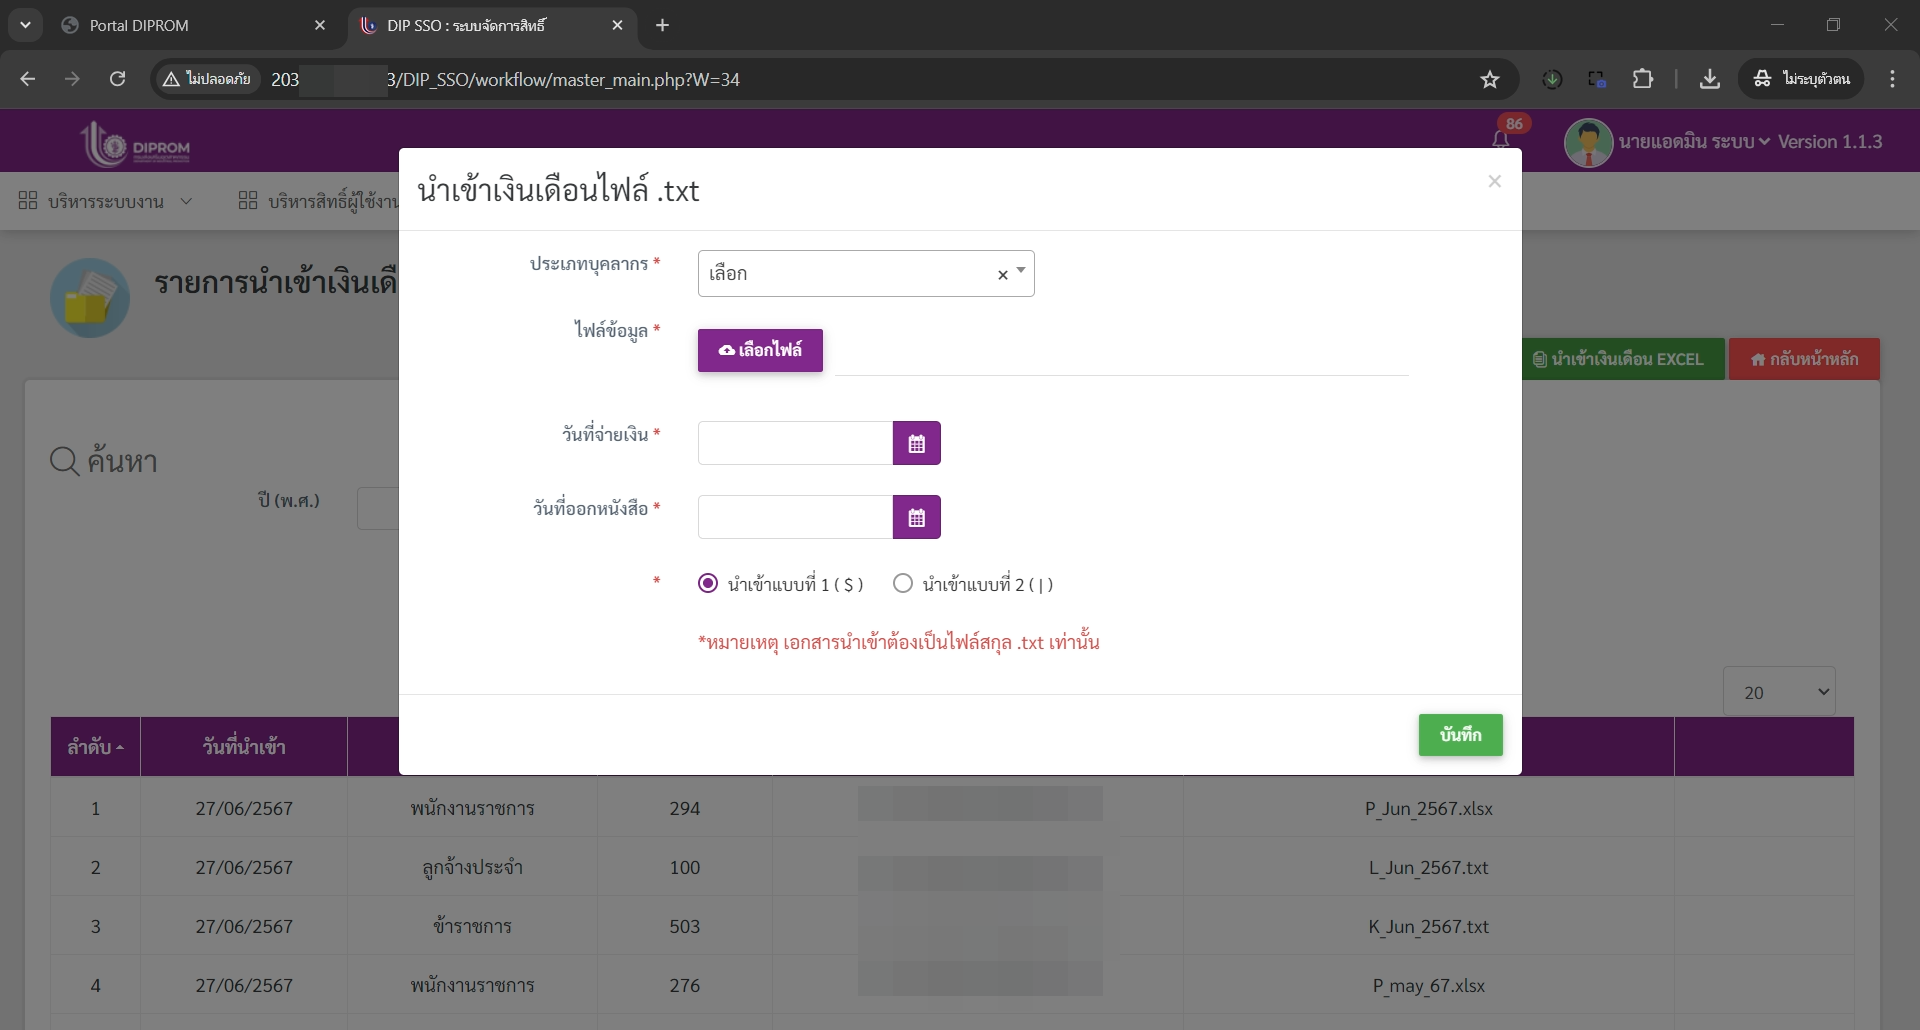 Portal DIPROM
DIP SSO : ระบบจัดการสิทธิ์
ไม่ปลอดภัย 203 3/DIP_SSO/workflow/master_main.php?W=34
ไม่ระบุตัวตน
DIPROM
86
นายแอดมิน ระบบ Version 1.1.3
บริหารระบบงาน
บริหารสิทธิ์ผู้ใช้งาน
นำเข้าเงินเดือนไฟล์ .txt
×
รายการนำเข้าเงินเดื
ประเภทบุคลากร *
เลือก ×
ไฟล์ข้อมูล *
เลือกไฟล์
นำเข้าเงินเดือน EXCEL
กลับหน้าหลัก
วันที่จ่ายเงิน *
ค้นหา
ปี (พ.ศ.)
วันที่ออกหนังสือ *
* นำเข้าแบบที่ 1 ( $ ) นำเข้าแบบที่ 2 ( | )
*หมายเหตุ เอกสารนำเข้าต้องเป็นไฟล์สกุล .txt เท่านั้น
20
บันทึก
ลำดับ วันที่นำเข้า
1 27/06/2567 พนักงานราชการ 294 P_Jun_2567.xlsx
2 27/06/2567 ลูกจ้างประจำ 100 L_Jun_2567.txt
3 27/06/2567 ข้าราชการ 503 K_Jun_2567.txt
4 27/06/2567 พนักงานราชการ 276 P_may_67.xlsx